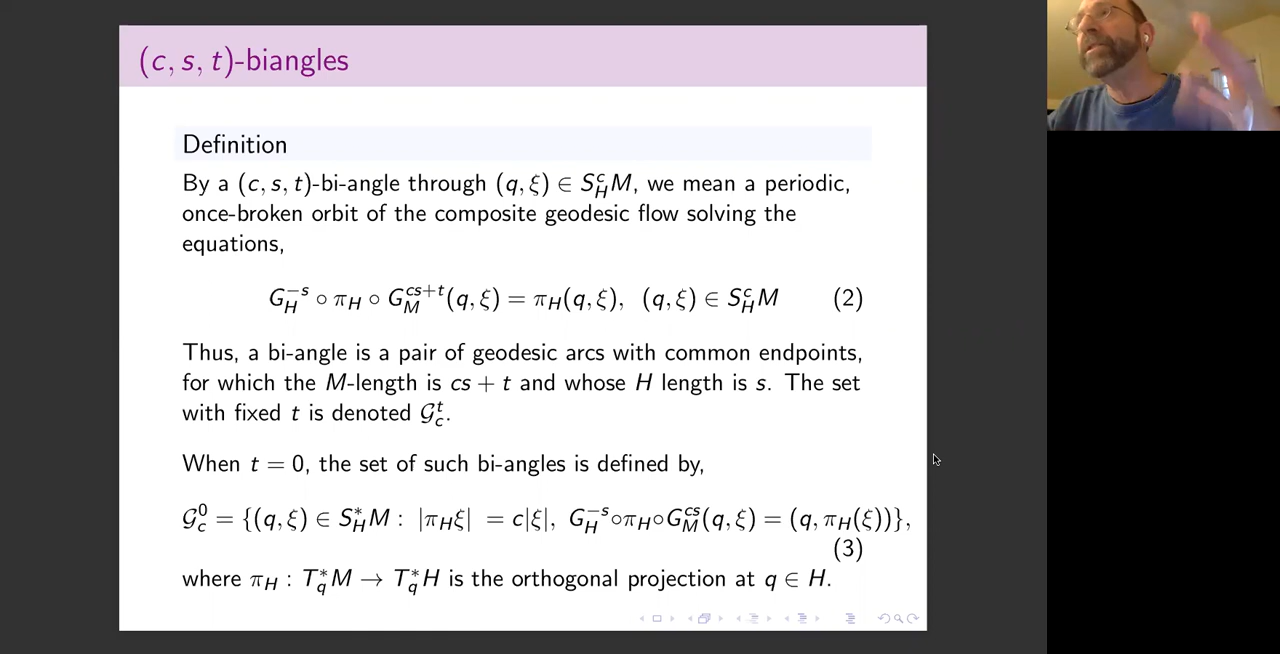 (c, s, t)-biangles
Definition
By a (c, s, t)-bi-angle through (q, ξ) ∈ S^c_H M, we mean a periodic,
once-broken orbit of the composite geodesic flow solving the
equations,
G_H^{−s} ∘ π_H ∘ G_M^{cs+t}(q, ξ) = π_H(q, ξ), (q, ξ) ∈ S^c_H M (2)
Thus, a bi-angle is a pair of geodesic arcs with common endpoints,
for which the M-length is cs + t and whose H length is s. The set
with fixed t is denoted 𝒢_c^t.
When t = 0, the set of such bi-angles is defined by,
𝒢_c^0 = {(q, ξ) ∈ S*_H M : |π_H ξ| = c|ξ|, G_H^{−s}∘π_H∘G_M^{cs}(q, ξ) = (q, π_H(ξ))},
(3)
where π_H : T*_q M → T*_q H is the orthogonal projection at q ∈ H.